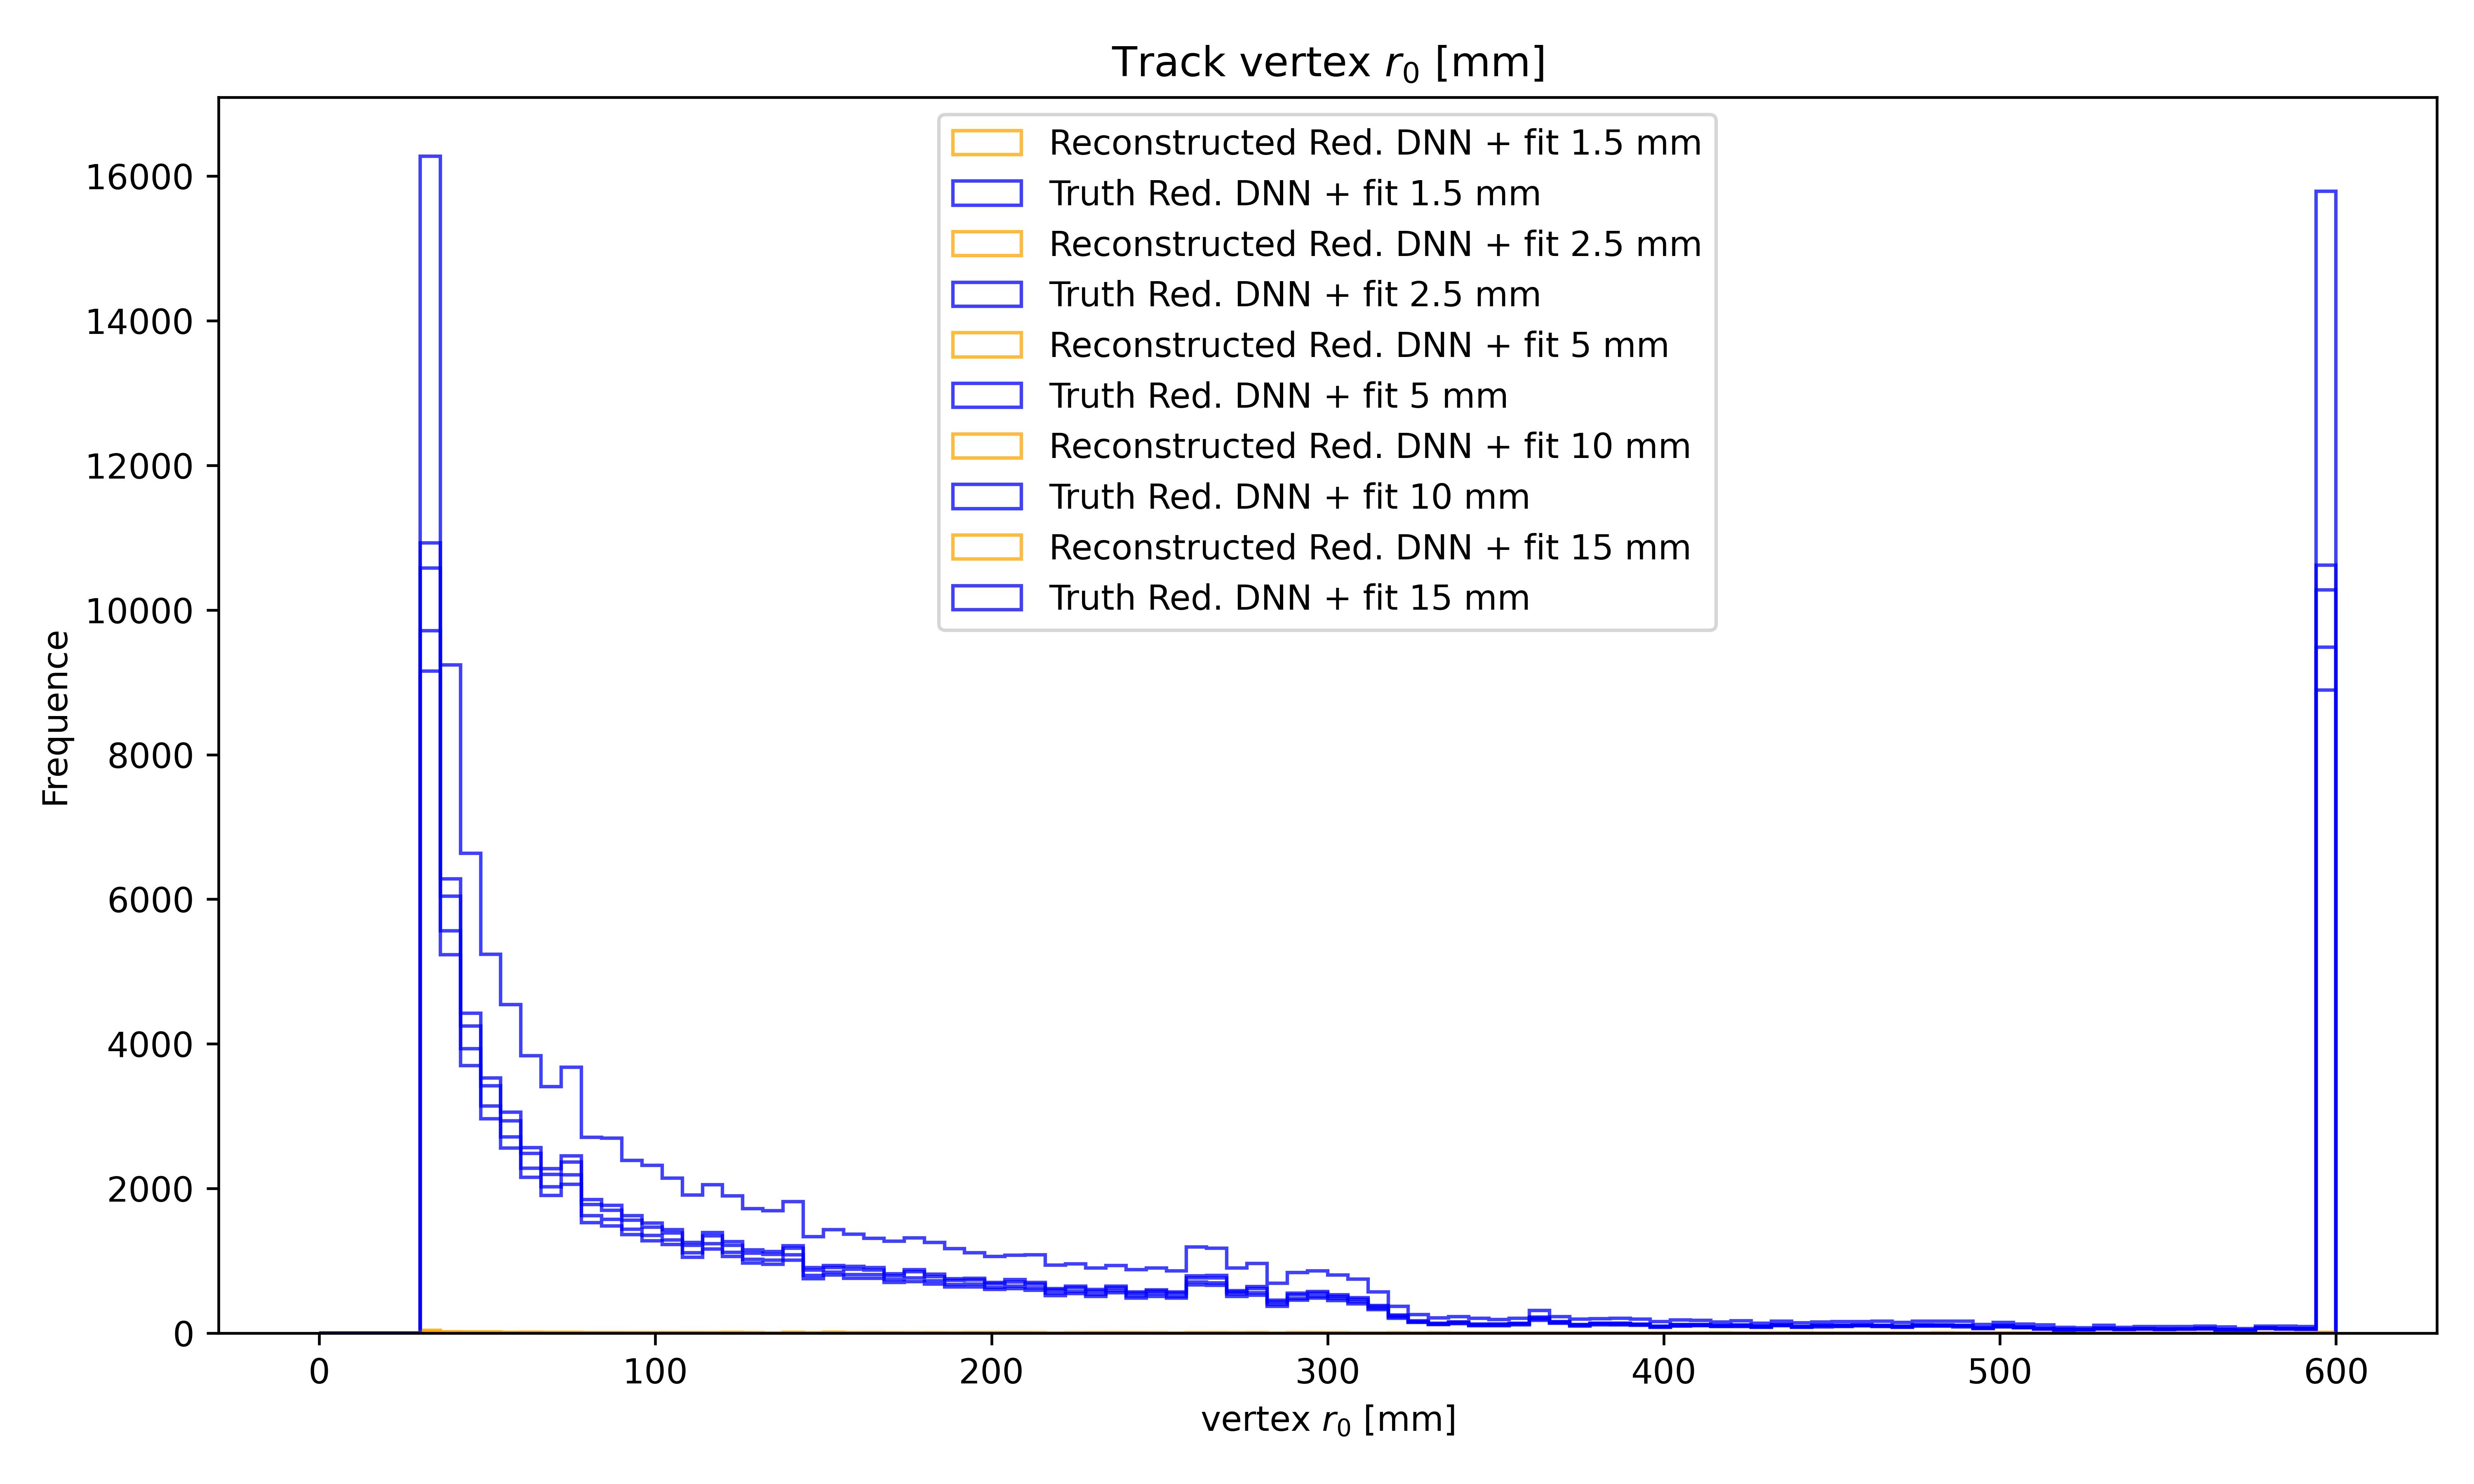 Track vertex r0 [mm]
Reconstructed Red. DNN + fit 1.5 mm
Truth Red. DNN + fit 1.5 mm
Reconstructed Red. DNN + fit 2.5 mm
Truth Red. DNN + fit 2.5 mm
Reconstructed Red. DNN + fit 5 mm
Truth Red. DNN + fit 5 mm
Reconstructed Red. DNN + fit 10 mm
Truth Red. DNN + fit 10 mm
Reconstructed Red. DNN + fit 15 mm
Truth Red. DNN + fit 15 mm
Frequence
16000
14000
12000
10000
8000
6000
4000
2000
0
0 100 200 300 400 500 600
vertex r0 [mm]